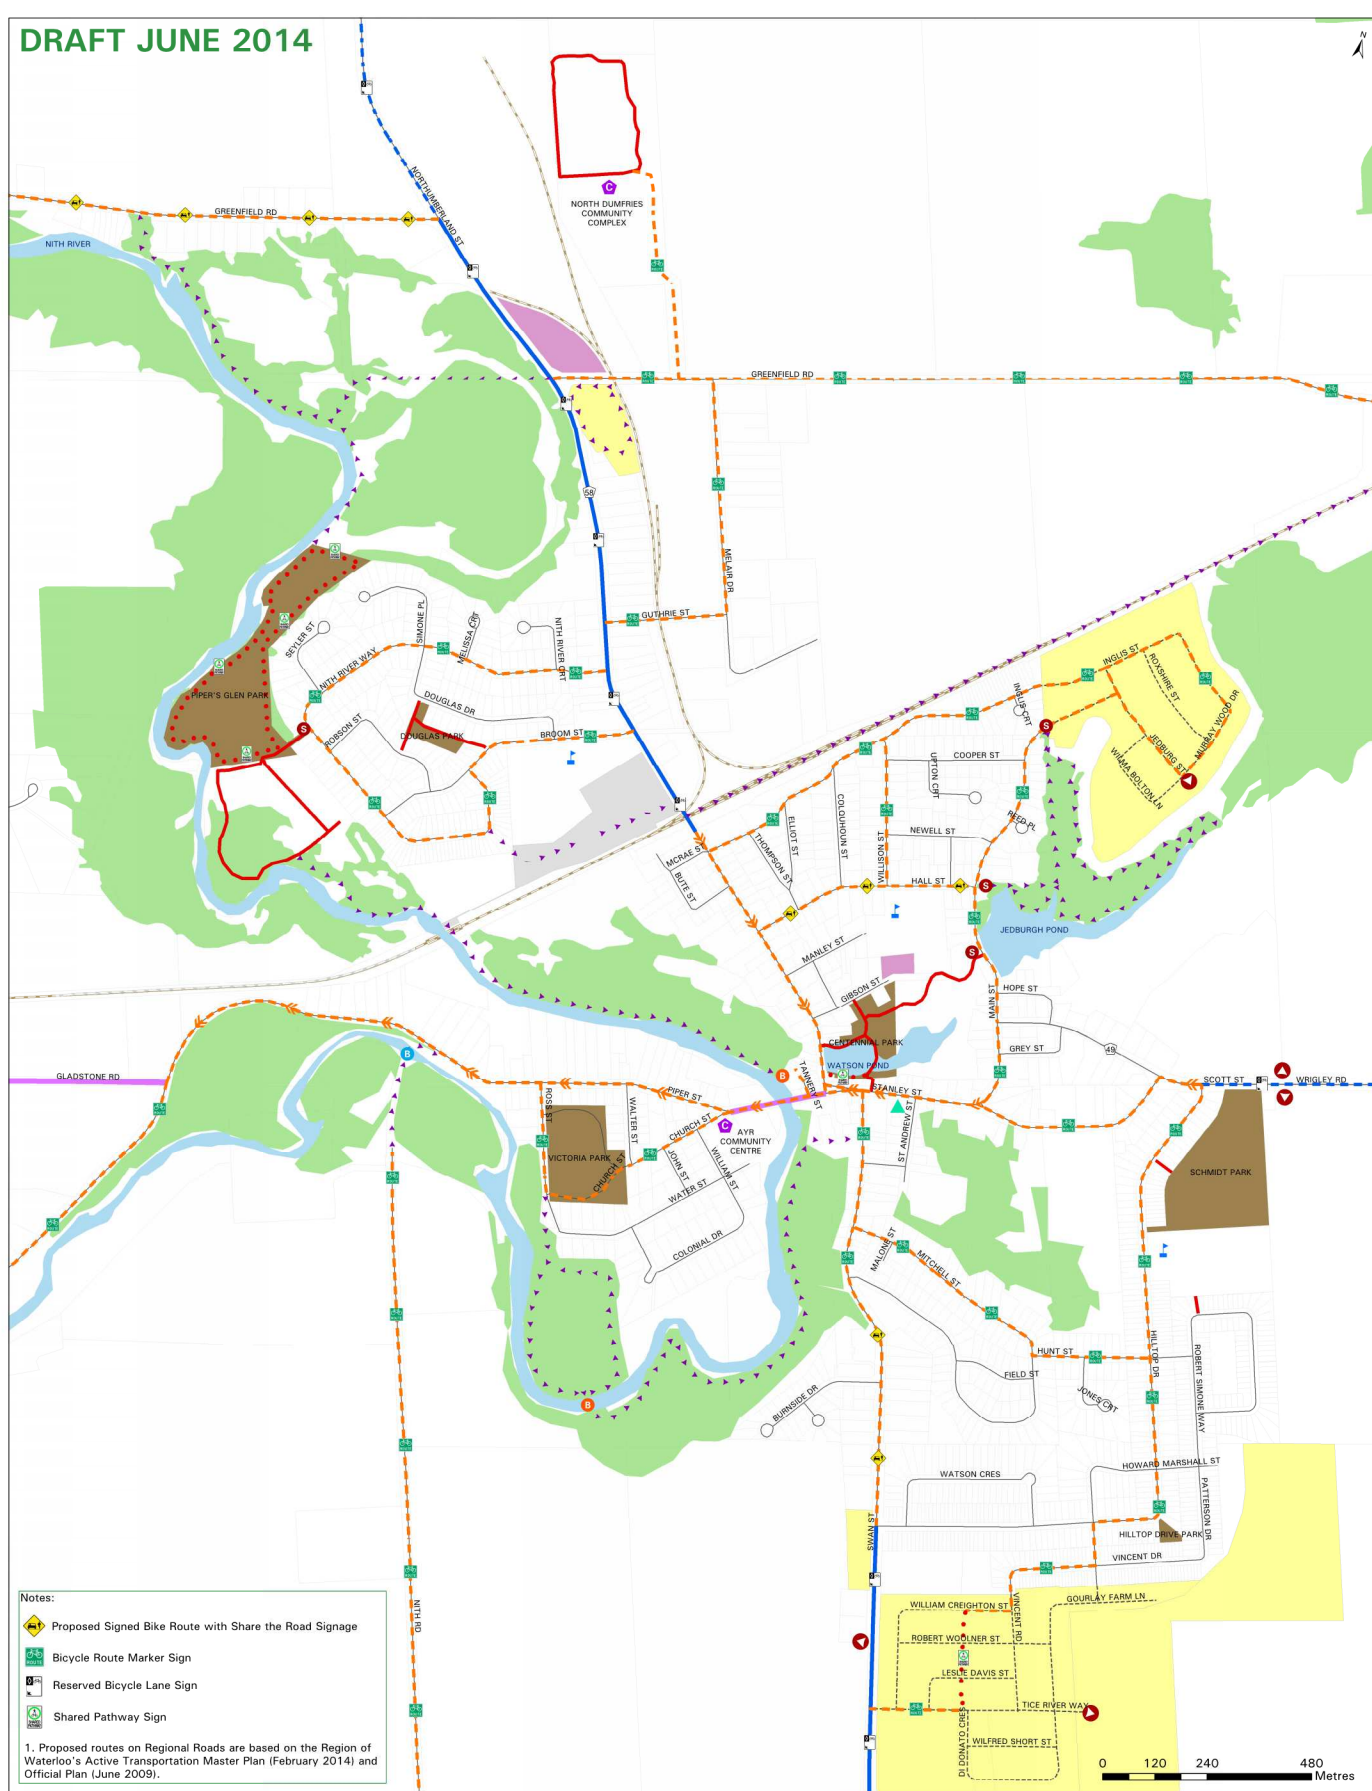 DRAFT JUNE 2014
N
NORTHUMBERLAND ST
C
NORTH DUMFRIES
COMMUNITY
COMPLEX
GREENFIELD RD
NITH RIVER
GREENFIELD RD
58
MELAIR DR
GUTHRIE ST
SIMONE PL
MELISSA CRT
NITH RIVER CRT
SEYLER ST
NITH RIVER WAY
PIPER'S GLEN PARK
DOUGLAS DR
ROBSON ST
DOUGLAS PARK
BROOM ST
S
INGLIS ST
ROXSHIRE ST
MURRAY WOOD DR
JEDBURG ST
WILMA BOLTON LN
INGLIS CRT
S
COOPER ST
UPTON CRT
REED PL
NEWELL ST
COLQUHOUN ST
ELLIOT ST
THOMPSON ST
WILLISON ST
MCRAE ST
BUTE ST
HALL ST
S
JEDBURGH POND
MANLEY ST
S
GIBSON ST
HOPE ST
MAIN ST
CENTENNIAL PARK
GREY ST
49
WATSON POND
B
B
TANNERY ST
STANLEY ST
GLADSTONE RD
SCOTT ST
WRIGLEY RD
PIPER ST
ROSS ST
WALTER ST
CHURCH ST
C
AYR
COMMUNITY
CENTRE
ST ANDREW ST
VICTORIA PARK
JOHN ST
WILLIAM ST
CHURCH ST
WATER ST
SCHMIDT PARK
COLONIAL DR
MALONE ST
MITCHELL ST
HUNT ST
HILLTOP DR
ROBERT SIMONE WAY
FIELD ST
JONES CRT
B
BURNSIDE DR
WATSON CRES
HOWARD MARSHALL ST
PATTERSON DR
SWAN ST
HILLTOP DRIVE PARK
VINCENT DR
GOURLAY FARM LN
WILLIAM CREIGHTON ST
VINCENT RD
ROBERT WOOLNER ST
LESLIE DAVIS ST
TICE RIVER WAY
DI DONATO CRES
WILFRED SHORT ST
NITH RD
Notes:
Proposed Signed Bike Route with Share the Road Signage
ROUTE
Bicycle Route Marker Sign
Reserved Bicycle Lane Sign
SHARED
PATHWAY
Shared Pathway Sign
1. Proposed routes on Regional Roads are based on the Region of
Waterloo's Active Transportation Master Plan (February 2014) and
Official Plan (June 2009).
0 120 240 480
Metres